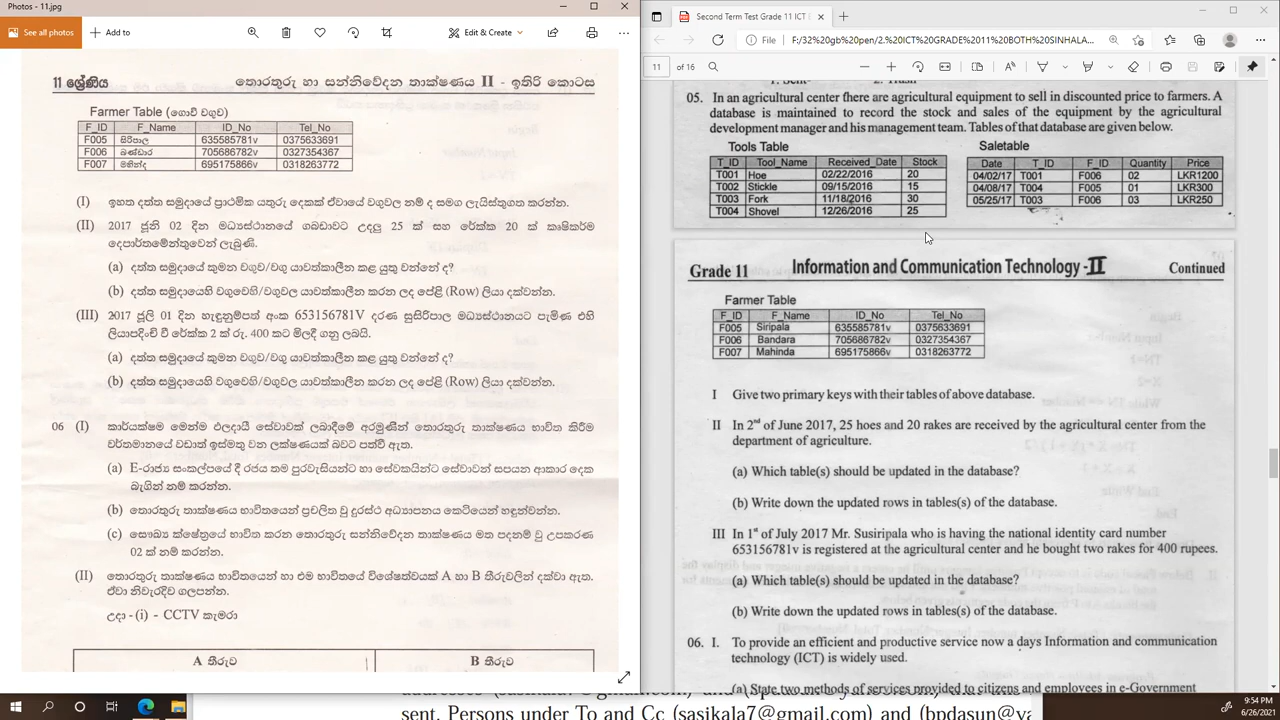 Photos - 11.jpg
See all photos
Add to
Edit & Create
11 ශ්‍රේණිය
තොරතුරු හා සන්නිවේදන තාක්ෂණය II - ඉතිරි කොටස
Farmer Table (ගොවි වගුව)
F_ID F_Name ID_No Tel_No
F005 සිරිපාල 635585781v 0375633691
F006 බණ්ඩාර 705686782v 0327354367
F007 මහින්ද 695175866v 0318263772
(I) ඉහත දත්ත සමුදායේ ප්‍රාථමික යතුරු දෙකක් ඒවායේ වගුවල නම් ද සමග ලැයිස්තුගත කරන්න.
(II) 2017 ජූනි 02 දින මධ්‍යස්ථානයේ ගබඩාවට උදලු 25 ක් සහ රේක්ක 20 ක් කෘෂිකර්ම
දෙපාර්තමේන්තුවෙන් ලැබුණි.
(a) දත්ත සමුදායේ කුමන වගුව/වගු යාවත්කාලීන කළ යුතු වන්නේ ද?
(b) දත්ත සමුදායෙහි වගුවෙහි/වගුවල යාවත්කාලීන කරන ලද පේළි (Row) ලියා දක්වන්න.
(III) 2017 ජූලි 01 දින හැඳුනුම්පත් අංක 653156781V දරණ සුසිරිපාල මධ්‍යස්ථානයට පැමිණ එහි
ලියාපදිංචි වී රේක්ක 2 ක් රු. 400 කට මිලදී ගනු ලබයි.
(a) දත්ත සමුදායේ කුමන වගුව/වගු යාවත්කාලීන කළ යුතු වන්නේ ද?
(b) දත්ත සමුදායෙහි වගුවෙහි/වගුවල යාවත්කාලීන කරන ලද පේළි (Row) ලියා දක්වන්න.
06 (I) කාර්යක්ෂම මෙන්ම ඵලදායී සේවාවක් ලබාදීමේ අරමුණින් තොරතුරු තාක්ෂණය භාවිත කිරීම
වර්තමානයේ වඩාත් ඉස්මතු වන ලක්ෂණයක් බවට පත්වී ඇත.
(a) E-රාජ්‍ය සංකල්පයේ දී රජය තම පුරවැසියන්ට හා සේවකයින්ට සේවාවන් සපයන ආකාර දෙක
බැගින් නම් කරන්න.
(b) තොරතුරු තාක්ෂණය භාවිතයෙන් ප්‍රචලිත වූ දුරස්ථ අධ්‍යාපනය කෙටියෙන් හඳුන්වන්න.
(c) සෞඛ්‍ය ක්ෂේත්‍රයේ භාවිත කරන තොරතුරු සන්නිවේදන තාක්ෂණය මත පදනම් වූ උපකරණ
02 ක් නම් කරන්න.
(II) තොරතුරු තාක්ෂණය භාවිතයෙන් හා එම භාවිතයේ විශේෂත්වයක් A හා B තීරුවලින් දක්වා ඇත.
ඒවා නිවැරදිව ගලපන්න.
උදා - (i) - CCTV කැමරා
A තීරුව B තීරුව
Second Term Test Grade 11 ICT E
File F:/32%20gb%20pen/2.%20ICT%20GRADE%2011%20BOTH%20SINHALA...
11 of 16
05. In an agricultural center there are agricultural equipment to sell in discounted price to farmers. A
database is maintained to record the stock and sales of the equipment by the agricultural
development manager and his management team. Tables of that database are given below.
Tools Table
T_ID Tool_Name Received_Date Stock
T001 Hoe 02/22/2016 20
T002 Stickle 09/15/2016 15
T003 Fork 11/18/2016 30
T004 Shovel 12/26/2016 25
Saletable
Date T_ID F_ID Quantity Price
04/02/17 T001 F006 02 LKR1200
04/08/17 T004 F005 01 LKR300
05/25/17 T003 F006 03 LKR250
Grade 11 Information and Communication Technology -II Continued
Farmer Table
F_ID F_Name ID_No Tel_No
F005 Siripala 635585781v 0375633691
F006 Bandara 705686782v 0327354367
F007 Mahinda 695175866v 0318263772
I Give two primary keys with their tables of above database.
II In 2nd of June 2017, 25 hoes and 20 rakes are received by the agricultural center from the
department of agriculture.
(a) Which table(s) should be updated in the database?
(b) Write down the updated rows in tables(s) of the database.
III In 1st of July 2017 Mr. Susiripala who is having the national identity card number
653156781v is registered at the agricultural center and he bought two rakes for 400 rupees.
(a) Which table(s) should be updated in the database?
(b) Write down the updated rows in tables(s) of the database.
06. I. To provide an efficient and productive service now a days Information and communication
technology (ICT) is widely used.
(a) State two methods of services provided to citizens and employees in e-Government
sent. Persons under To and Cc (sasikala7@gmail.com) and
9:54 PM
6/26/2021